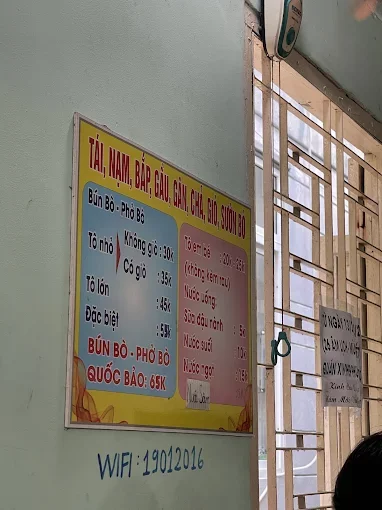 TÁI, NẠM, BẮP, GẦU, GÂN, CHẢ, GIÒ, SƯỜN BÒ
Bún Bò - Phở Bò
Tô nhỏ
Không giò : 30k
Có giò : 35k
Tô lớn : 45k
Đặc biệt : 55k
BÚN BÒ - PHỞ BÒ
QUỐC BẢO: 65K
Tô em bé : 20k - 25k
(không kèm rau)
Nước uống:
Sữa đậu nành : 5k
Nước suối : 10k
Nước ngọt : 15k
WIFI: 19012016